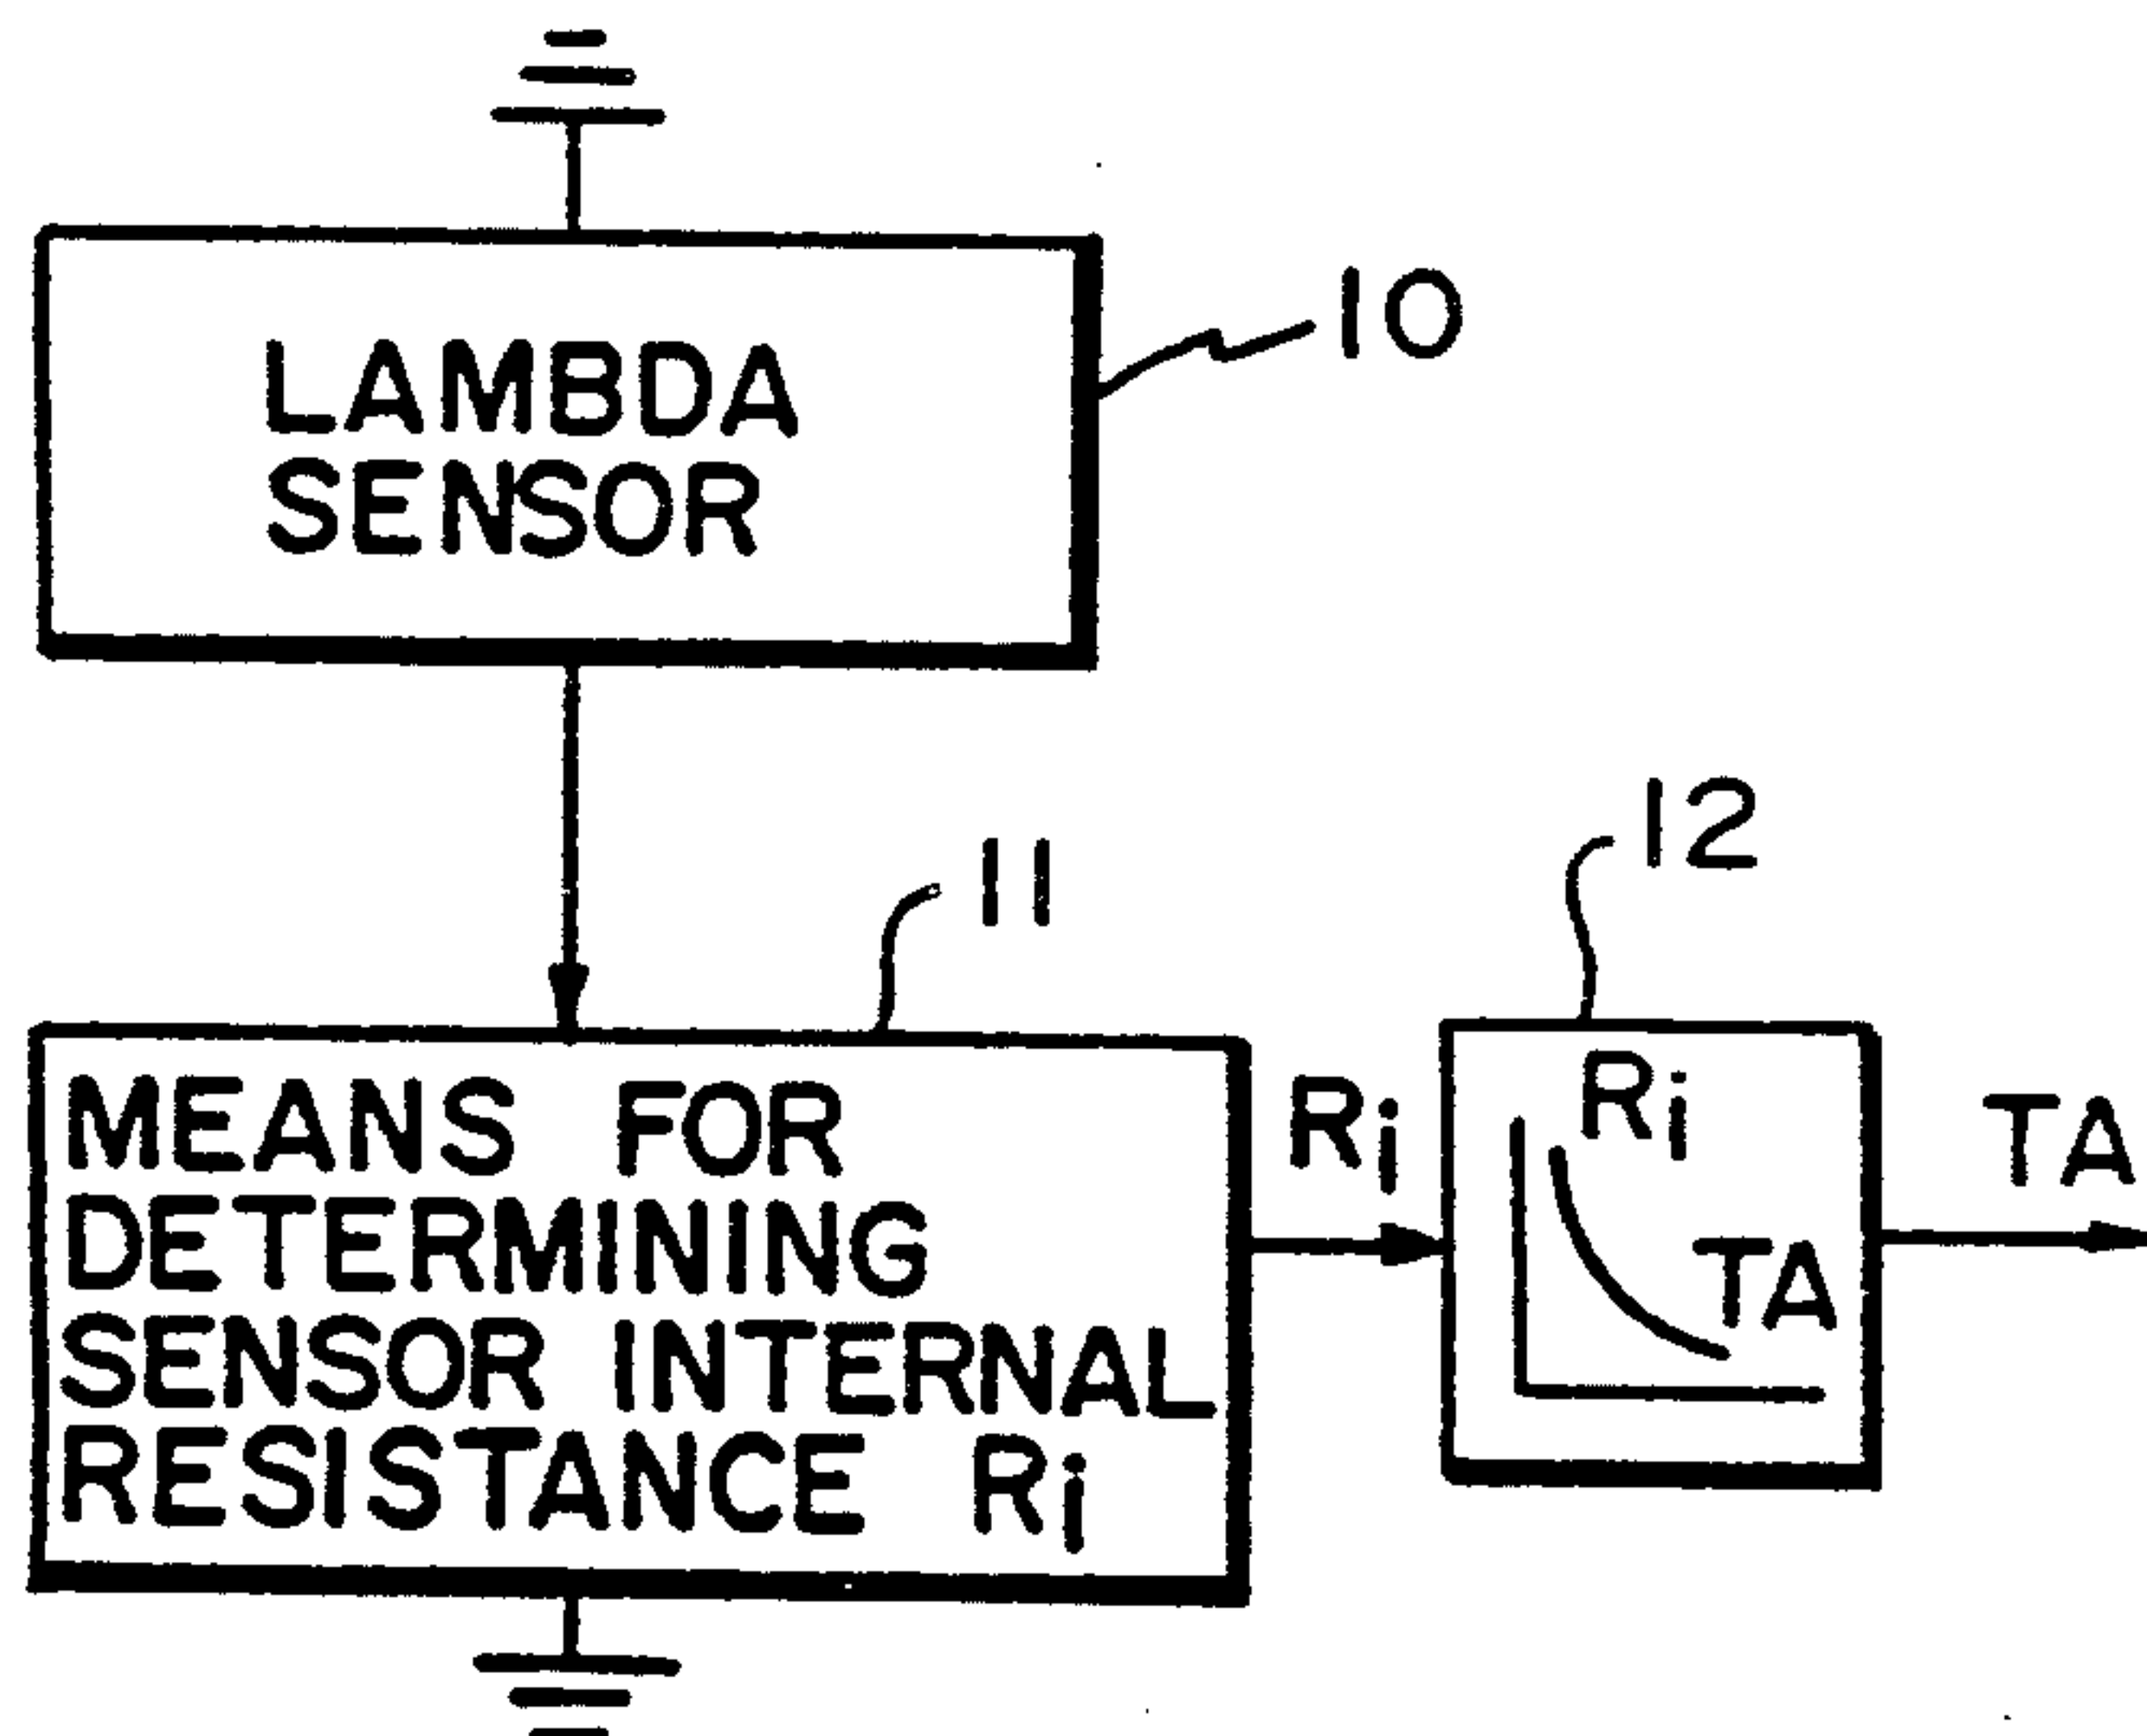 10
LAMBDA
SENSOR
11
12
MEANS FOR
DETERMINING
SENSOR INTERNAL
RESISTANCE Ri
Ri
Ri
TA
TA